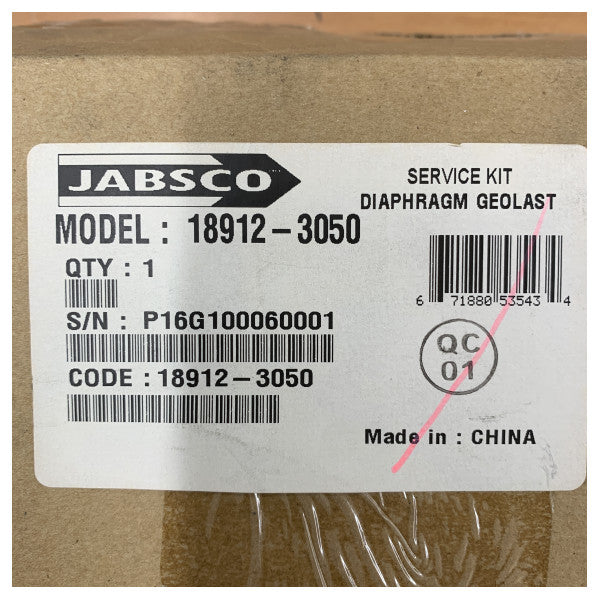 JABSCO
SERVICE KIT
DIAPHRAGM GEOLAST
MODEL : 18912-3050
QTY : 1
6 71880 53543 4
S/N : P16G100060001
QC
01
CODE : 18912-3050
Made in : CHINA